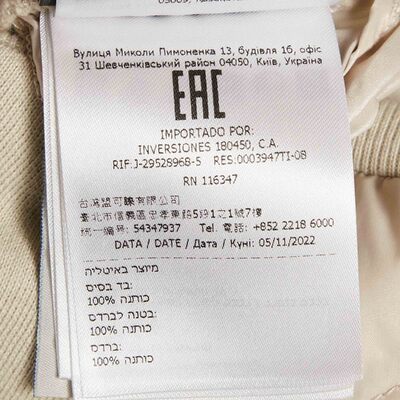 Вулиця Миколи Пимоненка 13, будівля 1б, офіс
31 Шевченківський район 04050, Київ, Україна
EAC
IMPORTADO POR:
INVERSIONES 180450, C.A.
RIF:J-29528968-5 RES:0003947TI-08
RN 116347
台灣盟可睞有限公司
臺北市信義區忠孝東路5段1之1號7樓
統一編號: 54347937 Tel. 電話: +852 2218 6000
DATA / DATE / Дата / Күні: 05/11/2022
מיוצר באיטליה
בד בסיס:
100% כותנה
בטנה לברדס:
100% כותנה
ברדס: